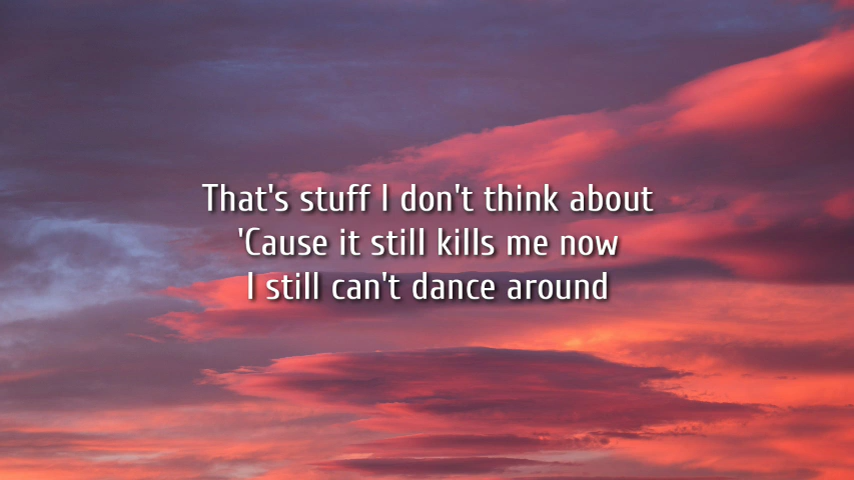 That's stuff I don't think about
'Cause it still kills me now
I still can't dance around